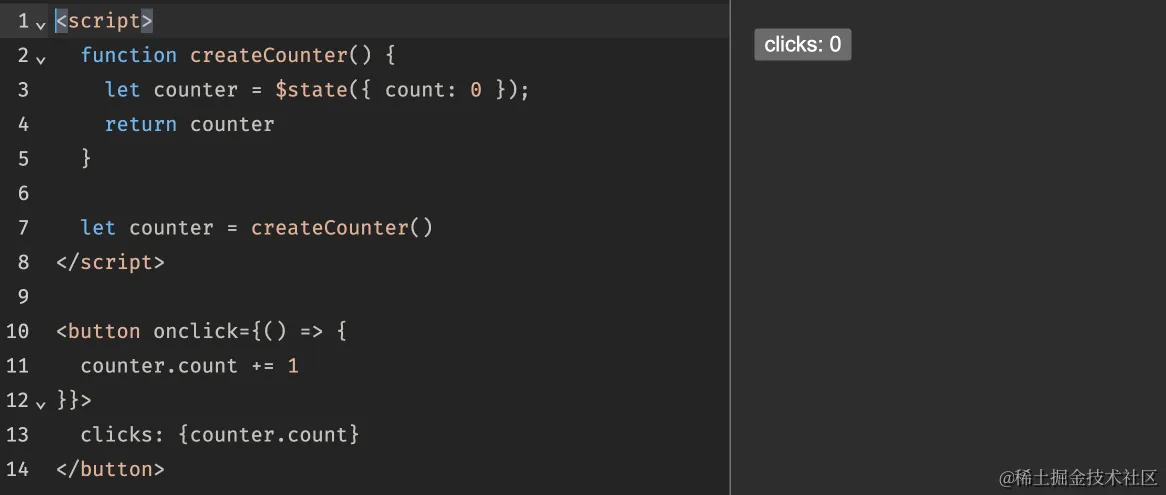 1 <script>
2 function createCounter() {
3 let counter = $state({ count: 0 });
4 return counter
5 }
6
7 let counter = createCounter()
8 </script>
9
10 <button onclick={() => {
11 counter.count += 1
12 }}>
13 clicks: {counter.count}
14 </button>
clicks: 0
@稀土掘金技术社区